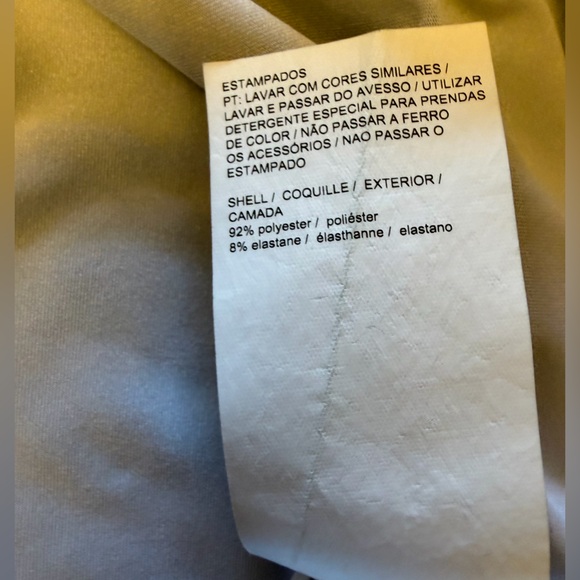 ESTAMPADOS
PT: LAVAR COM CORES SIMILARES /
LAVAR E PASSAR DO AVESSO / UTILIZAR
DETERGENTE ESPECIAL PARA PRENDAS
DE COLOR / NÃO PASSAR A FERRO
OS ACESSÓRIOS / NAO PASSAR O
ESTAMPADO
SHELL / COQUILLE / EXTERIOR /
CAMADA
92% polyester / poliéster
8% elastane / élasthanne / elastano